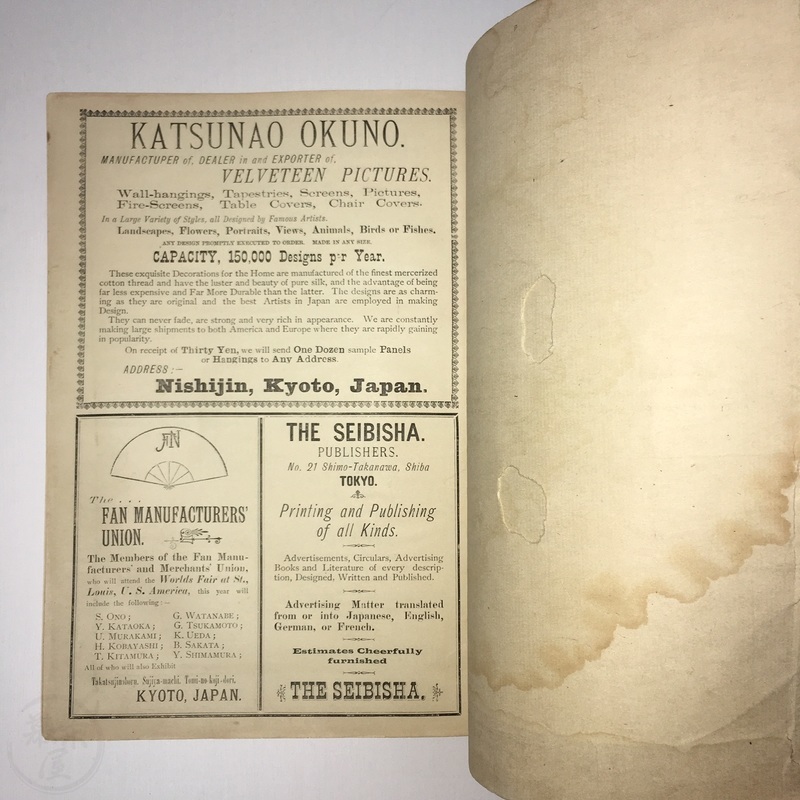 KATSUNAO OKUNO.
MANUFACTUPER of. DEALER in and EXPORTER of.
VELVETEEN PICTURES.
Wall-hangings, Tapestries, Screens, Pictures,
Fire-Screens, Table Covers, Chair Covers.
In a Large Variety of Styles, all Designed by Famous Artists.
Landscapes, Flowers, Portraits, Views, Animals, Birds or Fishes.
ANY DESIGN PROMPTLY EXECUTED TO ORDER. MADE IN ANY SIZE.
CAPACITY, 150,000 Designs p:r Year.
These exquisite Decorations for the Home are manufactured of the finest mercerized
cotton thread and have the luster and beauty of pure silk, and the advantage of being
far less expensive and Far More Durable than the latter. The designs are as charm-
ing as they are original and the best Artists in Japan are employed in making
Design.
They can never fade, are strong and very rich in appearance. We are constantly
making large shipments to both America and Europe where they are rapidly gaining
in popularity.
On receipt of Thirty Yen, we will send One Dozen sample Panels
or Hangings to Any Address.
ADDRESS:—
Nishijin, Kyoto, Japan.
The . . .
FAN MANUFACTURERS'
UNION.
The Members of the Fan Manu-
facturers' and Merchants' Union,
who will attend the Worlds Fair at St.,
Louis, U. S. America, this year will
include the following:—
S. ONO; G. WATANABE;
Y. KATAOKA; G. TSUKAMOTO;
U. MURAKAMI; K. UEDA;
H. KOBAYASHI; B. SAKATA;
T. KITAMURA; Y. SHIMAMURA;
All of who will also Exhibit
KYOTO, JAPAN.
THE SEIBISHA.
PUBLISHERS.
No. 21 Shimo-Takanawa, Shiba
TOKYO.
Printing and Publishing
of all Kinds.
Advertisements, Circulars, Advertising
Books and Literature of every descrip-
tion, Designed, Written and Published.
Advertising Matter translated
from or into Japanese, English,
German, or French.
Estimates Cheerfully
furnished
THE SEIBISHA.